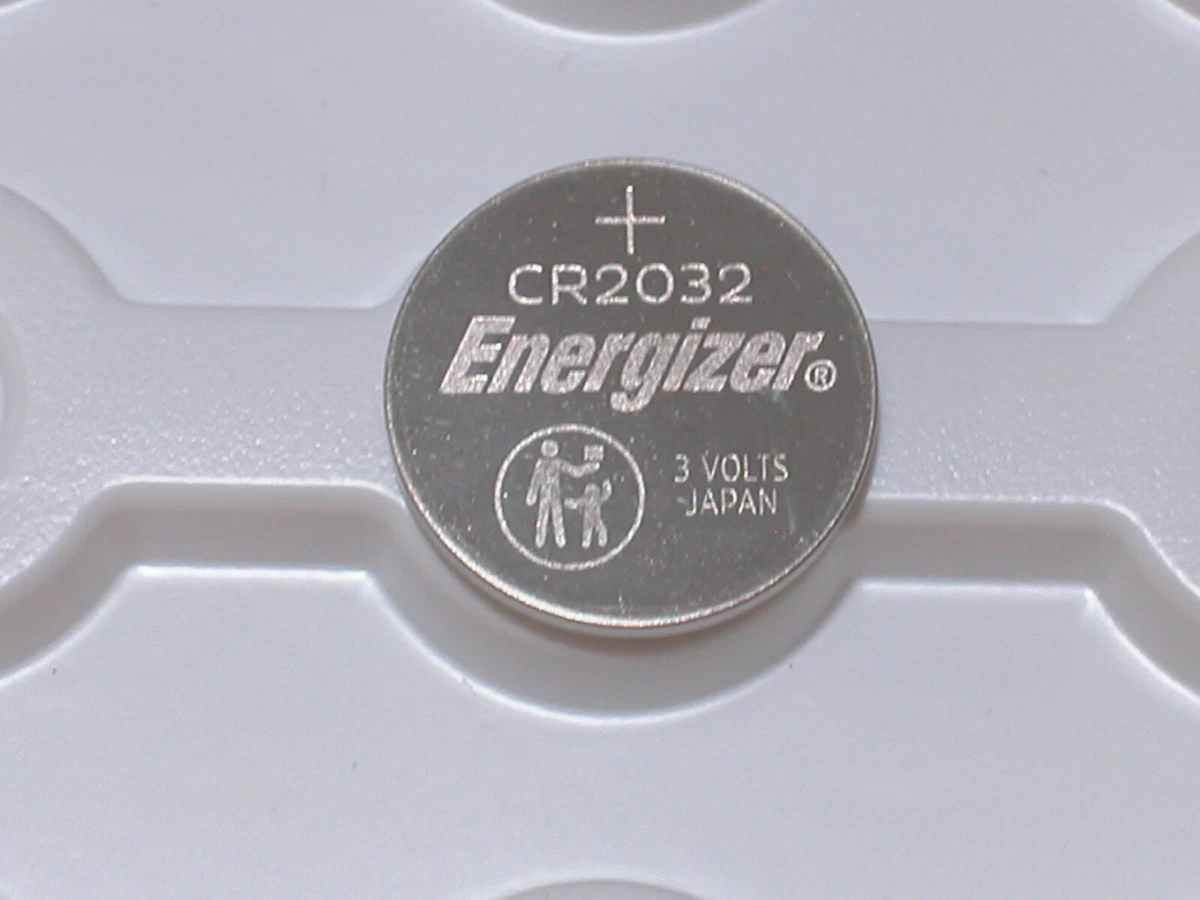 +
CR2032
Energizer®
3 VOLTS
JAPAN